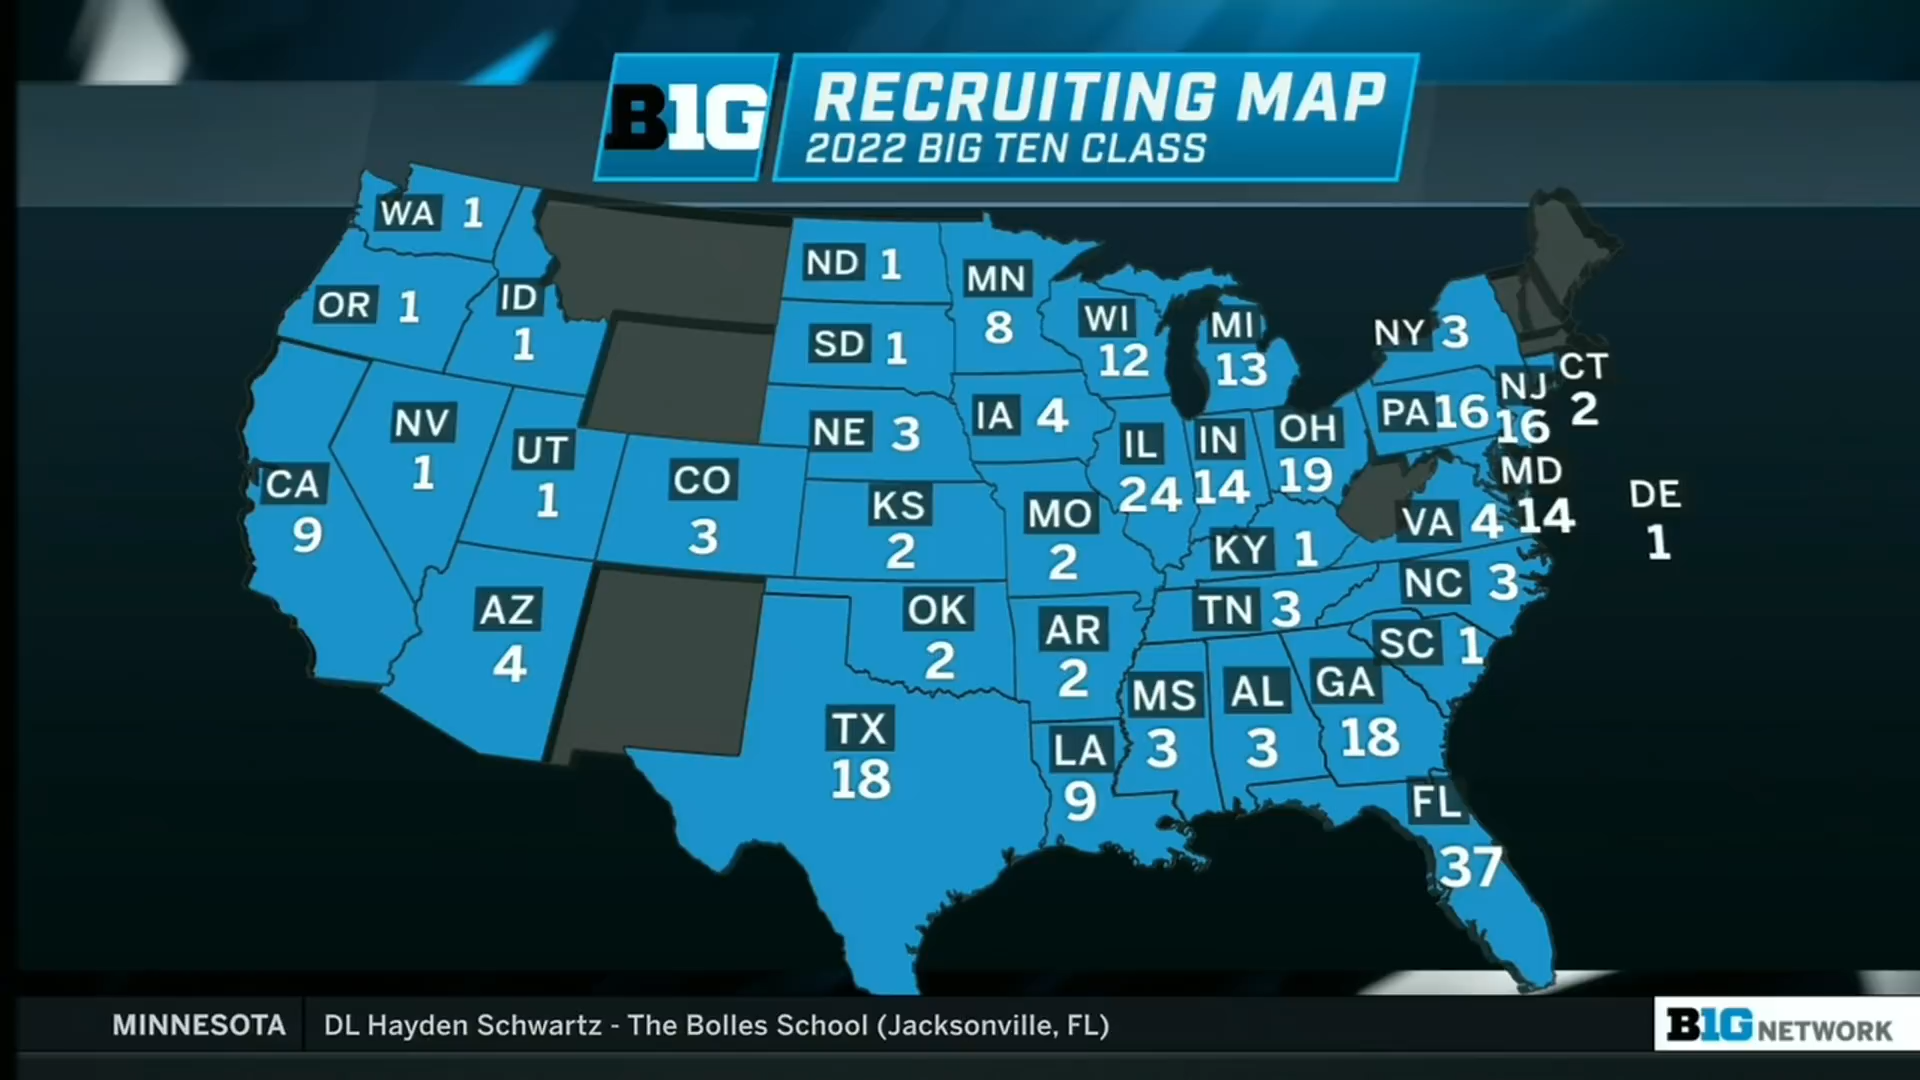 B1G
RECRUITING MAP
2022 BIG TEN CLASS
WA 1
OR 1
ID
1
ND 1
MN
8
SD 1
WI
12
MI
13
NY 3
CT
2
NV
1
UT
1
NE 3
IA 4
IL
24
IN
14
OH
19
PA 16
NJ
16
CA
9
CO
3
KS
2
MO
2
KY 1
VA 4
MD
14
DE
1
AZ
4
OK
2
AR
2
TN 3
NC 3
SC 1
TX
18
LA
9
MS
3
AL
3
GA
18
FL
37
MINNESOTA DL Hayden Schwartz - The Bolles School (Jacksonville, FL)
B1G NETWORK